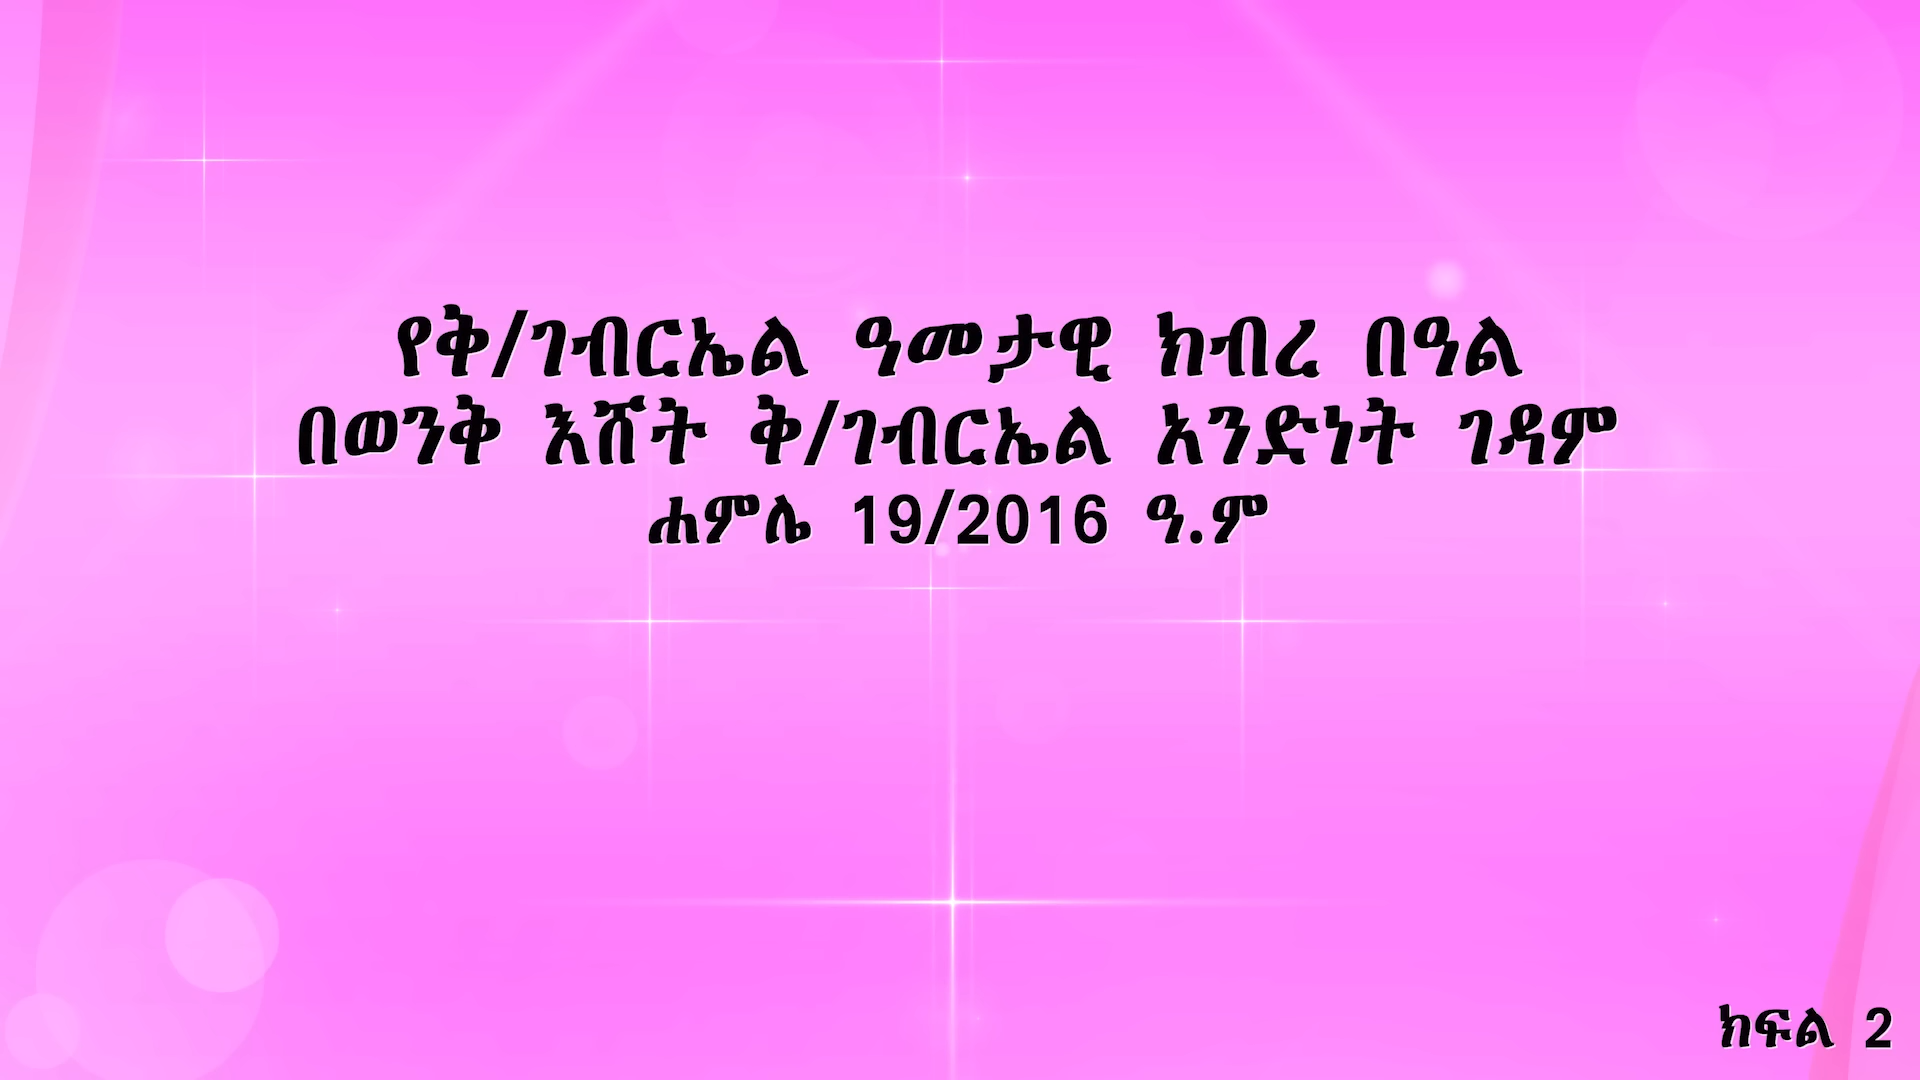 የቅ/ገብርኤል ዓመታዊ ክብረ በዓል
በወንቅ እሸት ቅ/ገብርኤል አንድነት ገዳም
ሐምሌ 19/2016 ዓ.ም
ክፍል 2